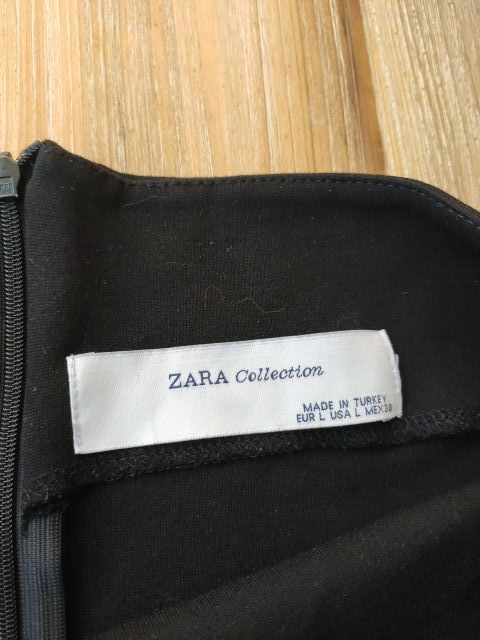 ZARA Collection
MADE IN TURKEY
EUR L USA L MEX 30